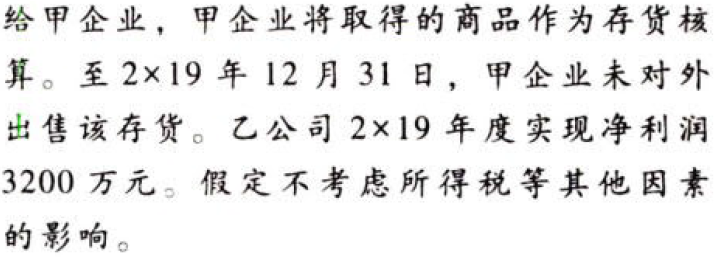 给甲企业，甲企业将取得的商品作为存货核
算。至 2×19 年 12 月 31 日，甲企业未对外
出售该存货。乙公司 2×19 年度实现净利润
3200 万元。假定不考虑所得税等其他因素
的影响。